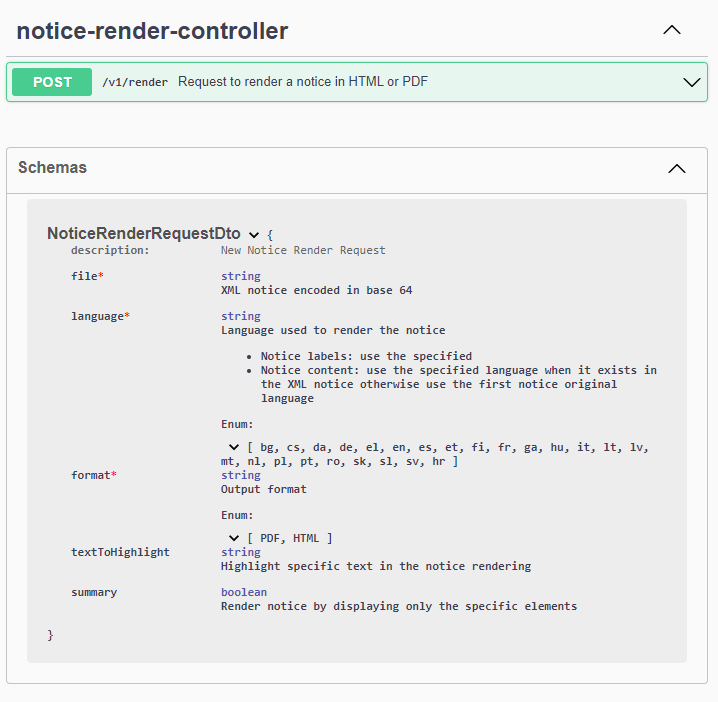 notice-render-controller
POST /v1/render Request to render a notice in HTML or PDF
Schemas
NoticeRenderRequestDto {
description: New Notice Render Request
file* string
XML notice encoded in base 64
language* string
Language used to render the notice
• Notice labels: use the specified
• Notice content: use the specified language when it exists in
the XML notice otherwise use the first notice original
language
Enum:
[ bg, cs, da, de, el, en, es, et, fi, fr, ga, hu, it, lt, lv,
mt, nl, pl, pt, ro, sk, sl, sv, hr ]
format* string
Output format
Enum:
[ PDF, HTML ]
textToHighlight string
Highlight specific text in the notice rendering
summary boolean
Render notice by displaying only the specific elements
}